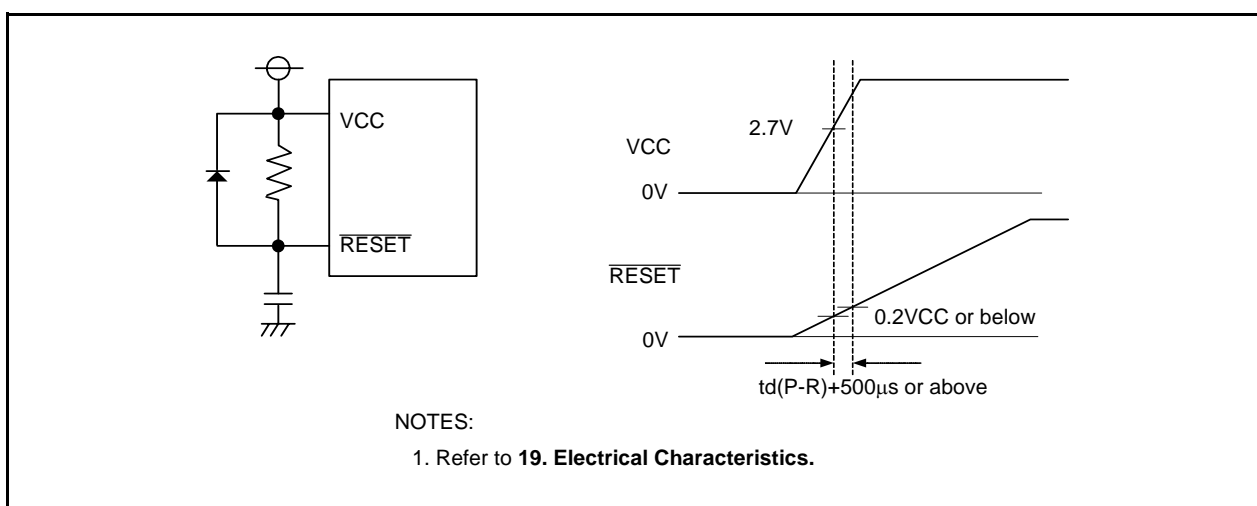 VCC
RESET
VCC
2.7V
0V
RESET
0V
0.2VCC or below
td(P-R)+500μs or above
NOTES:
1. Refer to 19. Electrical Characteristics.